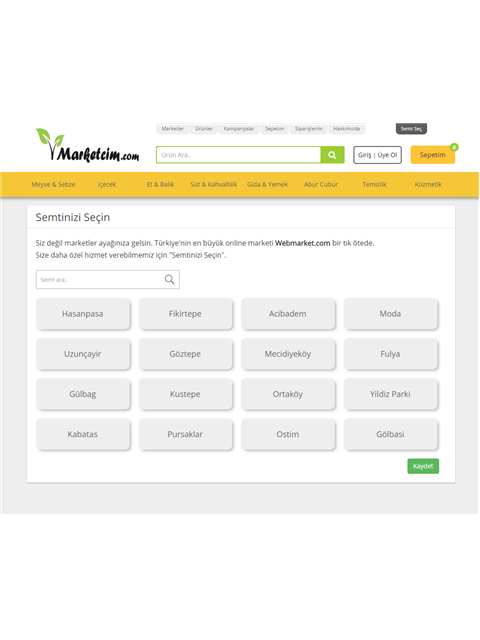 Marketler Ürünler Kampanyalar Sepetim Siparişlerim Hakkımızda Semt Seç
Marketcim.com
Ürün Ara..
Giriş | Üye Ol
Sepetim
0
Meyve & Sebze İçecek Et & Balik Süt & Kahvaltilik Gida & Yemek Abur Cubur Temizlik Kozmetik
Semtinizi Seçin
Siz değil marketler ayağınıza gelsin. Türkiye'nin en büyük online marketi Webmarket.com bir tık ötede.
Size daha özel hizmet verebilmemiz için "Semtinizi Seçin".
Semt ara..
Hasanpasa Fikirtepe Acibadem Moda
Uzunçayir Göztepe Mecidiyeköy Fulya
Gülbag Kustepe Ortaköy Yildiz Parki
Kabatas Pursaklar Ostim Gölbasi
Kaydet